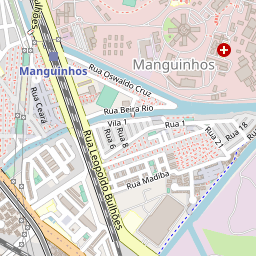 Bulhões
Manguinhos
Manguinhos
Rua Oswaldo Cruz
Rua Ceará
Rua Beira Rio
Vila 1
Rua 1
Rua 6
Rua 8
Rua 18
Rua 21
Rua Leopoldo Bulhões
Rua Madiba